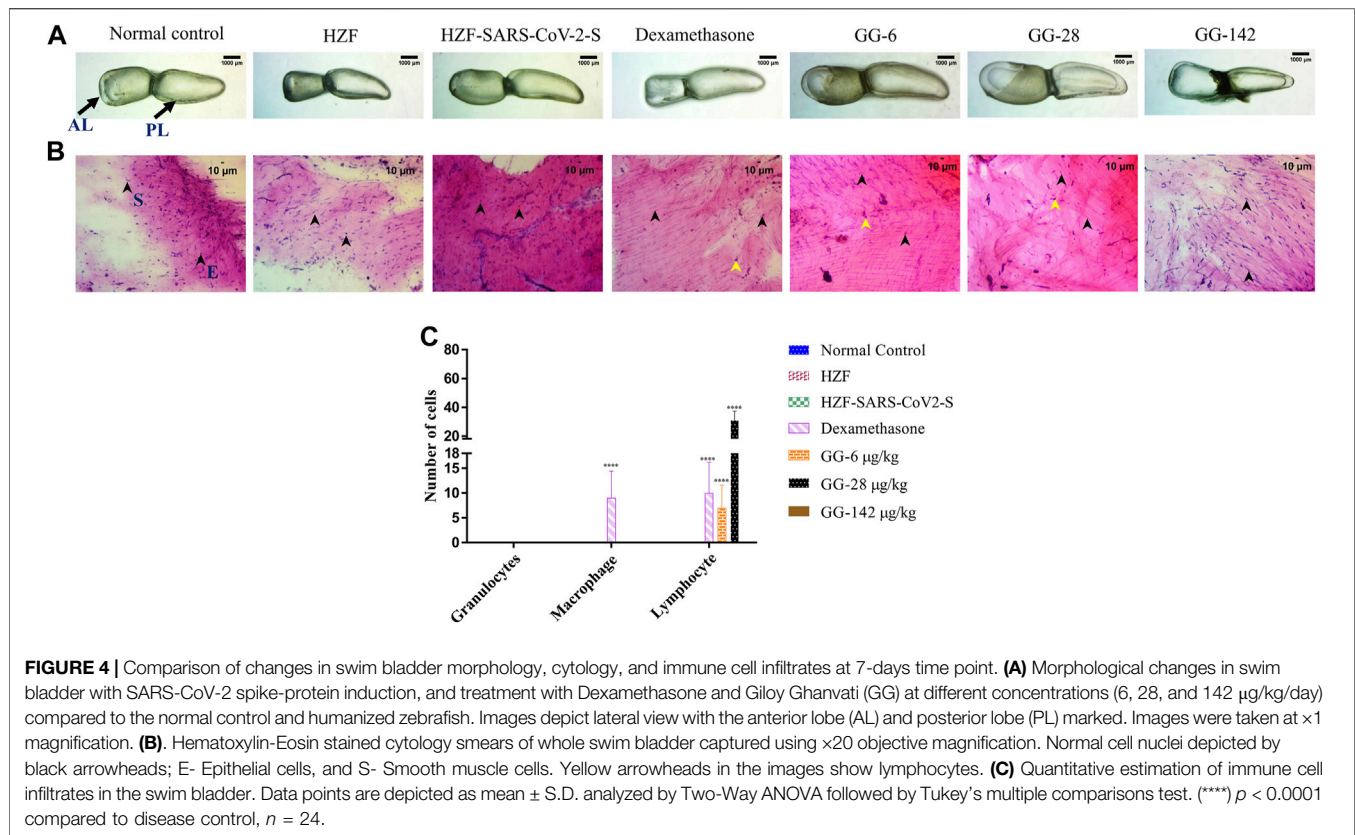 A
Normal control
HZF
HZF-SARS-CoV-2-S
Dexamethasone
GG-6
GG-28
GG-142
1000 µm
1000 µm
1000 µm
1000 µm
1000 µm
1000 µm
1000 µm
AL
PL
B
10 µm
10 µm
10 µm
10 µm
10 µm
10 µm
10 µm
S
E
C
Number of cells
80
60
40
20
18
15
10
5
0
****
****
****
****
Granulocytes
Macrophage
Lymphocyte
Normal Control
HZF
HZF-SARS-CoV2-S
Dexamethasone
GG-6 µg/kg
GG-28 µg/kg
GG-142 µg/kg
FIGURE 4 | Comparison of changes in swim bladder morphology, cytology, and immune cell infiltrates at 7-days time point. (A) Morphological changes in swim
bladder with SARS-CoV-2 spike-protein induction, and treatment with Dexamethasone and Giloy Ghanvati (GG) at different concentrations (6, 28, and 142 µg/kg/day)
compared to the normal control and humanized zebrafish. Images depict lateral view with the anterior lobe (AL) and posterior lobe (PL) marked. Images were taken at ×1
magnification. (B). Hematoxylin-Eosin stained cytology smears of whole swim bladder captured using ×20 objective magnification. Normal cell nuclei depicted by
black arrowheads; E- Epithelial cells, and S- Smooth muscle cells. Yellow arrowheads in the images show lymphocytes. (C) Quantitative estimation of immune cell
infiltrates in the swim bladder. Data points are depicted as mean ± S.D. analyzed by Two-Way ANOVA followed by Tukey's multiple comparisons test. (****) p < 0.0001
compared to disease control, n = 24.